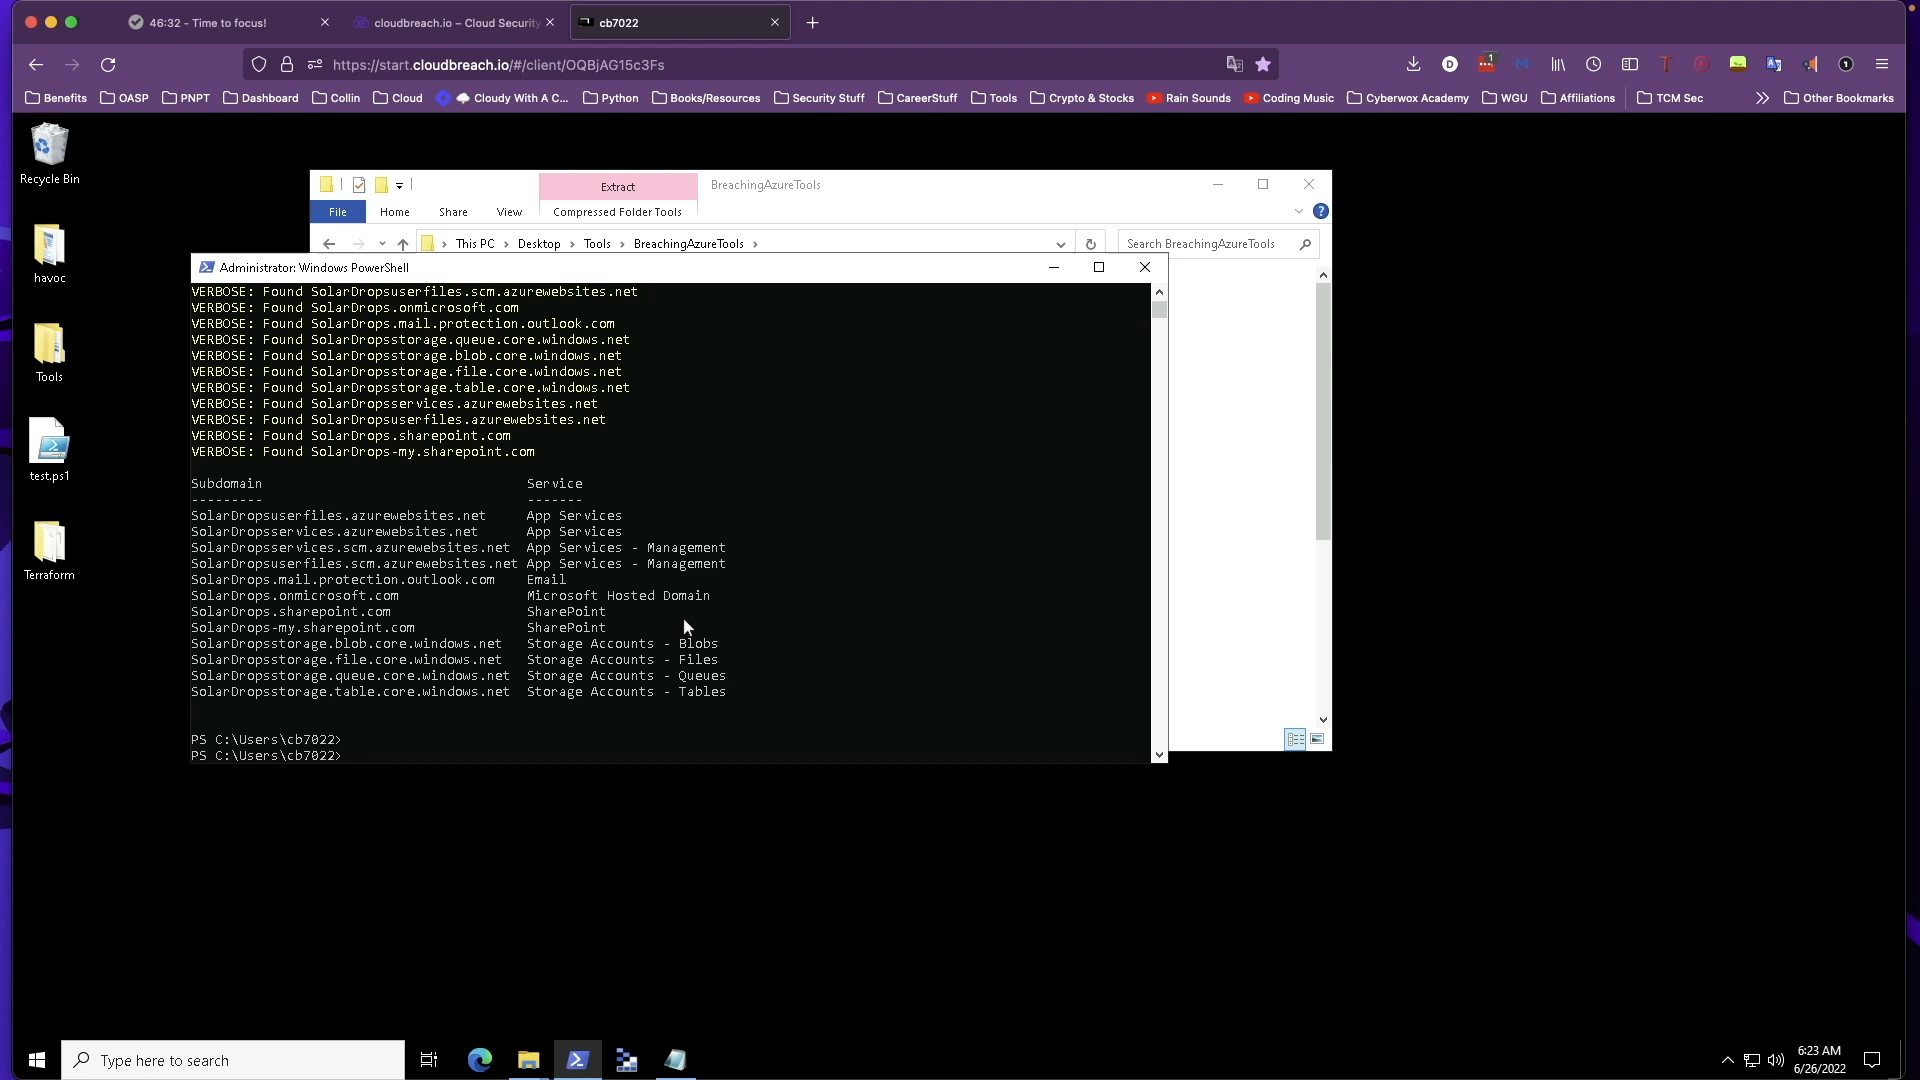 46:32 - Time to focus!
cloudbreach.io – Cloud Security
cb7022
https://start.cloudbreach.io/#/client/OQBjAG15c3Fs
Benefits
OASP
PNPT
Dashboard
Collin
Cloud
Cloudy With A C...
Python
Books/Resources
Security Stuff
CareerStuff
Tools
Crypto & Stocks
Rain Sounds
Coding Music
Cyberwox Academy
WGU
Affiliations
TCM Sec
Other Bookmarks
Recycle Bin
havoc
Tools
test.ps1
Terraform
Extract
BreachingAzureTools
File
Home
Share
View
Compressed Folder Tools
This PC > Desktop > Tools > BreachingAzureTools >
Search BreachingAzureTools
Administrator: Windows PowerShell
VERBOSE: Found SolarDropsuserfiles.scm.azurewebsites.net
VERBOSE: Found SolarDrops.onmicrosoft.com
VERBOSE: Found SolarDrops.mail.protection.outlook.com
VERBOSE: Found SolarDropsstorage.queue.core.windows.net
VERBOSE: Found SolarDropsstorage.blob.core.windows.net
VERBOSE: Found SolarDropsstorage.file.core.windows.net
VERBOSE: Found SolarDropsstorage.table.core.windows.net
VERBOSE: Found SolarDropsservices.azurewebsites.net
VERBOSE: Found SolarDropsuserfiles.azurewebsites.net
VERBOSE: Found SolarDrops.sharepoint.com
VERBOSE: Found SolarDrops-my.sharepoint.com
Subdomain Service
--------- -------
SolarDropsuserfiles.azurewebsites.net App Services
SolarDropsservices.azurewebsites.net App Services
SolarDropsservices.scm.azurewebsites.net App Services - Management
SolarDropsuserfiles.scm.azurewebsites.net App Services - Management
SolarDrops.mail.protection.outlook.com Email
SolarDrops.onmicrosoft.com Microsoft Hosted Domain
SolarDrops.sharepoint.com SharePoint
SolarDrops-my.sharepoint.com SharePoint
SolarDropsstorage.blob.core.windows.net Storage Accounts - Blobs
SolarDropsstorage.file.core.windows.net Storage Accounts - Files
SolarDropsstorage.queue.core.windows.net Storage Accounts - Queues
SolarDropsstorage.table.core.windows.net Storage Accounts - Tables
PS C:\Users\cb7022>
PS C:\Users\cb7022>
Type here to search
6:23 AM
6/26/2022